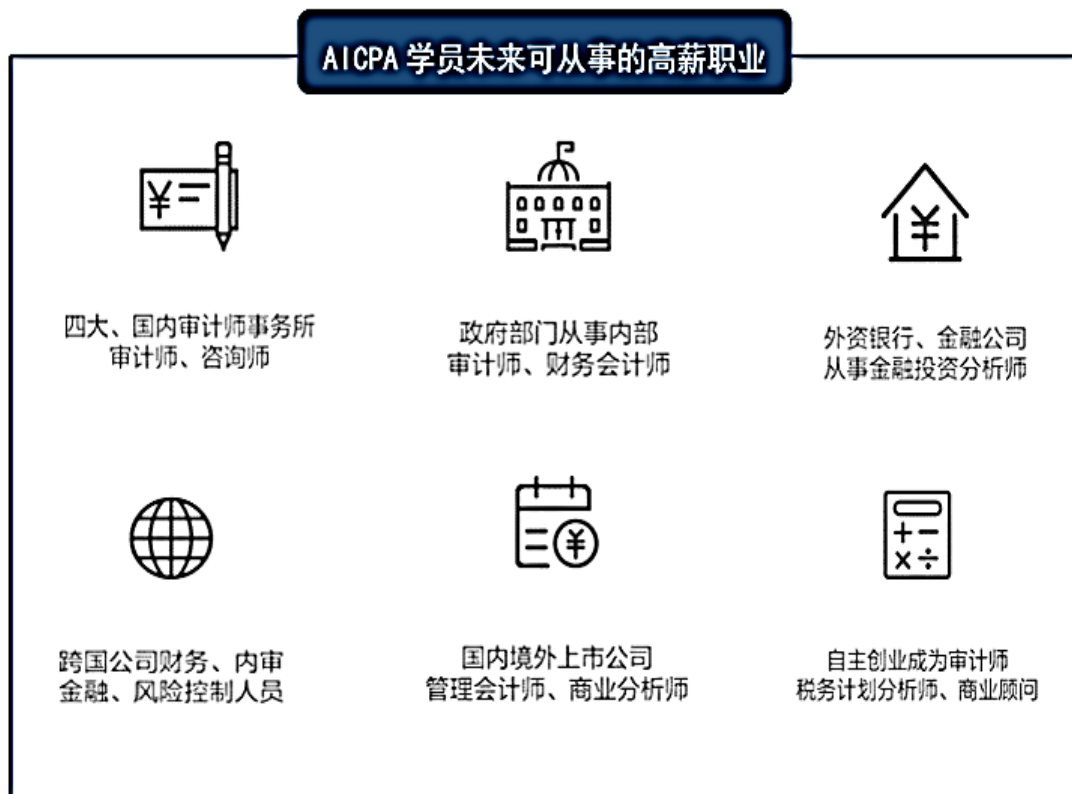 AICPA 学员未来可从事的高薪职业
四大、国内审计师事务所
审计师、咨询师
政府部门从事内部
审计师、财务会计师
外资银行、金融公司
从事金融投资分析师
跨国公司财务、内审
金融、风险控制人员
国内境外上市公司
管理会计师、商业分析师
自主创业成为审计师
税务计划分析师、商业顾问